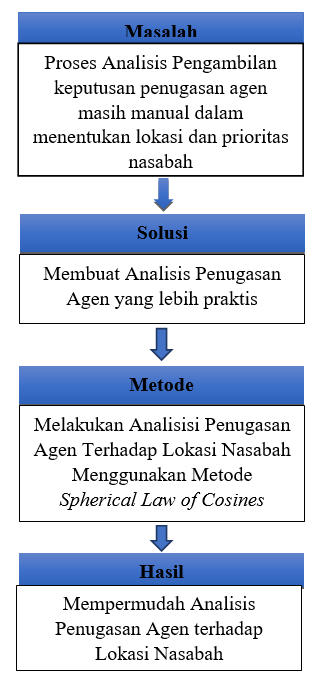 Masalah
Proses Analisis Pengambilan
keputusan penugasan agen
masih manual dalam
menentukan lokasi dan prioritas
nasabah
Solusi
Membuat Analisis Penugasan
Agen yang lebih praktis
Metode
Melakukan Analisisi Penugasan
Agen Terhadap Lokasi Nasabah
Menggunakan Metode
Spherical Law of Cosines
Hasil
Mempermudah Analisis
Penugasan Agen terhadap
Lokasi Nasabah